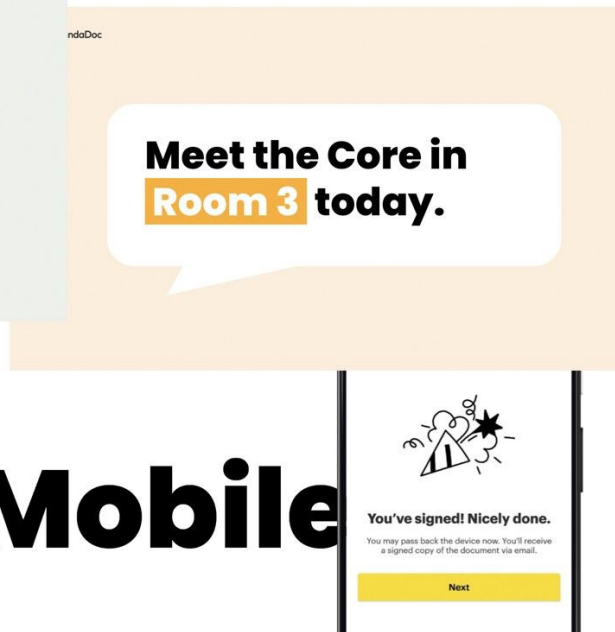 ndaDoc
Meet the Core in
Room 3 today.
Mobile
You've signed! Nicely done.
You may pass back the device now. You'll receive
a signed copy of the document via email.
Next